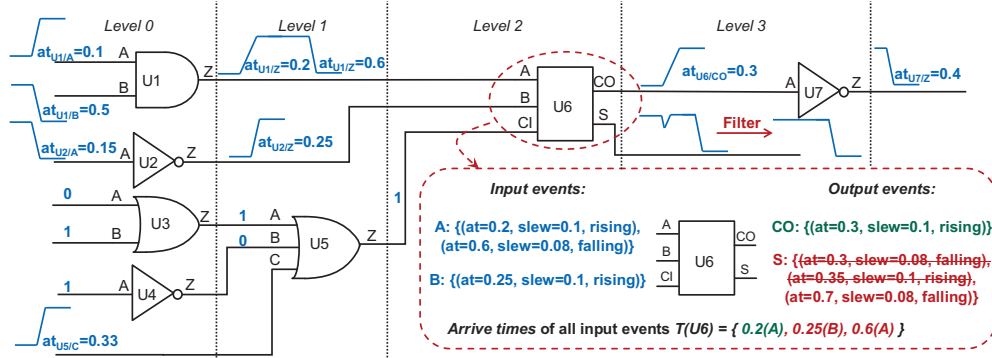 Level 0
Level 1
Level 2
Level 3
at_U1/A=0.1
A
B
U1
Z
at_U1/Z=0.2
at_U1/Z=0.6
at_U1/B=0.5
at_U2/A=0.15
A
U2
Z
at_U2/Z=0.25
A
B
CI
U6
CO
S
at_U6/CO=0.3
A
U7
Z
at_U7/Z=0.4
Filter
0
1
A
B
U3
Z
1
0
A
B
C
U5
Z
1
1
A
U4
Z
at_U5/C=0.33
Input events:
Output events:
A: {(at=0.2, slew=0.1, rising),
(at=0.6, slew=0.08, falling)}
B: {(at=0.25, slew=0.1, rising)}
A
B
CI
U6
CO
S
CO: {(at=0.3, slew=0.1, rising)}
S: {(at=0.3, slew=0.08, falling),
(at=0.35, slew=0.1, rising),
(at=0.7, slew=0.08, falling)}
Arrive times of all input events T(U6) = { 0.2(A), 0.25(B), 0.6(A) }